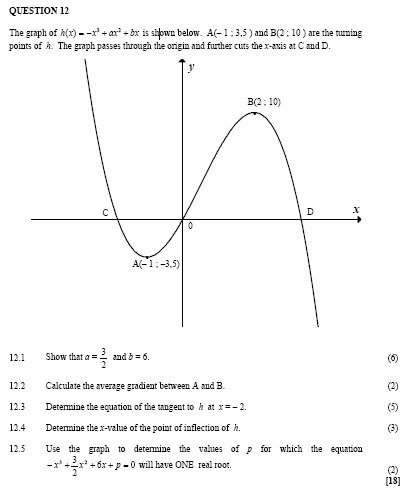 QUESTION 12
The graph of h(x) = −x³ + ax² + bx is shown below. A(– 1 ; 3,5 ) and B(2 ; 10 ) are the turning
points of h. The graph passes through the origin and further cuts the x-axis at C and D.
y
B(2 ; 10)
C
D
x
0
A(– 1 ; –3,5)
12.1 Show that a = 3/2 and b = 6. (6)
12.2 Calculate the average gradient between A and B. (2)
12.3 Determine the equation of the tangent to h at x = – 2. (5)
12.4 Determine the x-value of the point of inflection of h. (3)
12.5 Use the graph to determine the values of p for which the equation
−x³ + 3/2 x² + 6x + p = 0 will have ONE real root. (2)
[18]